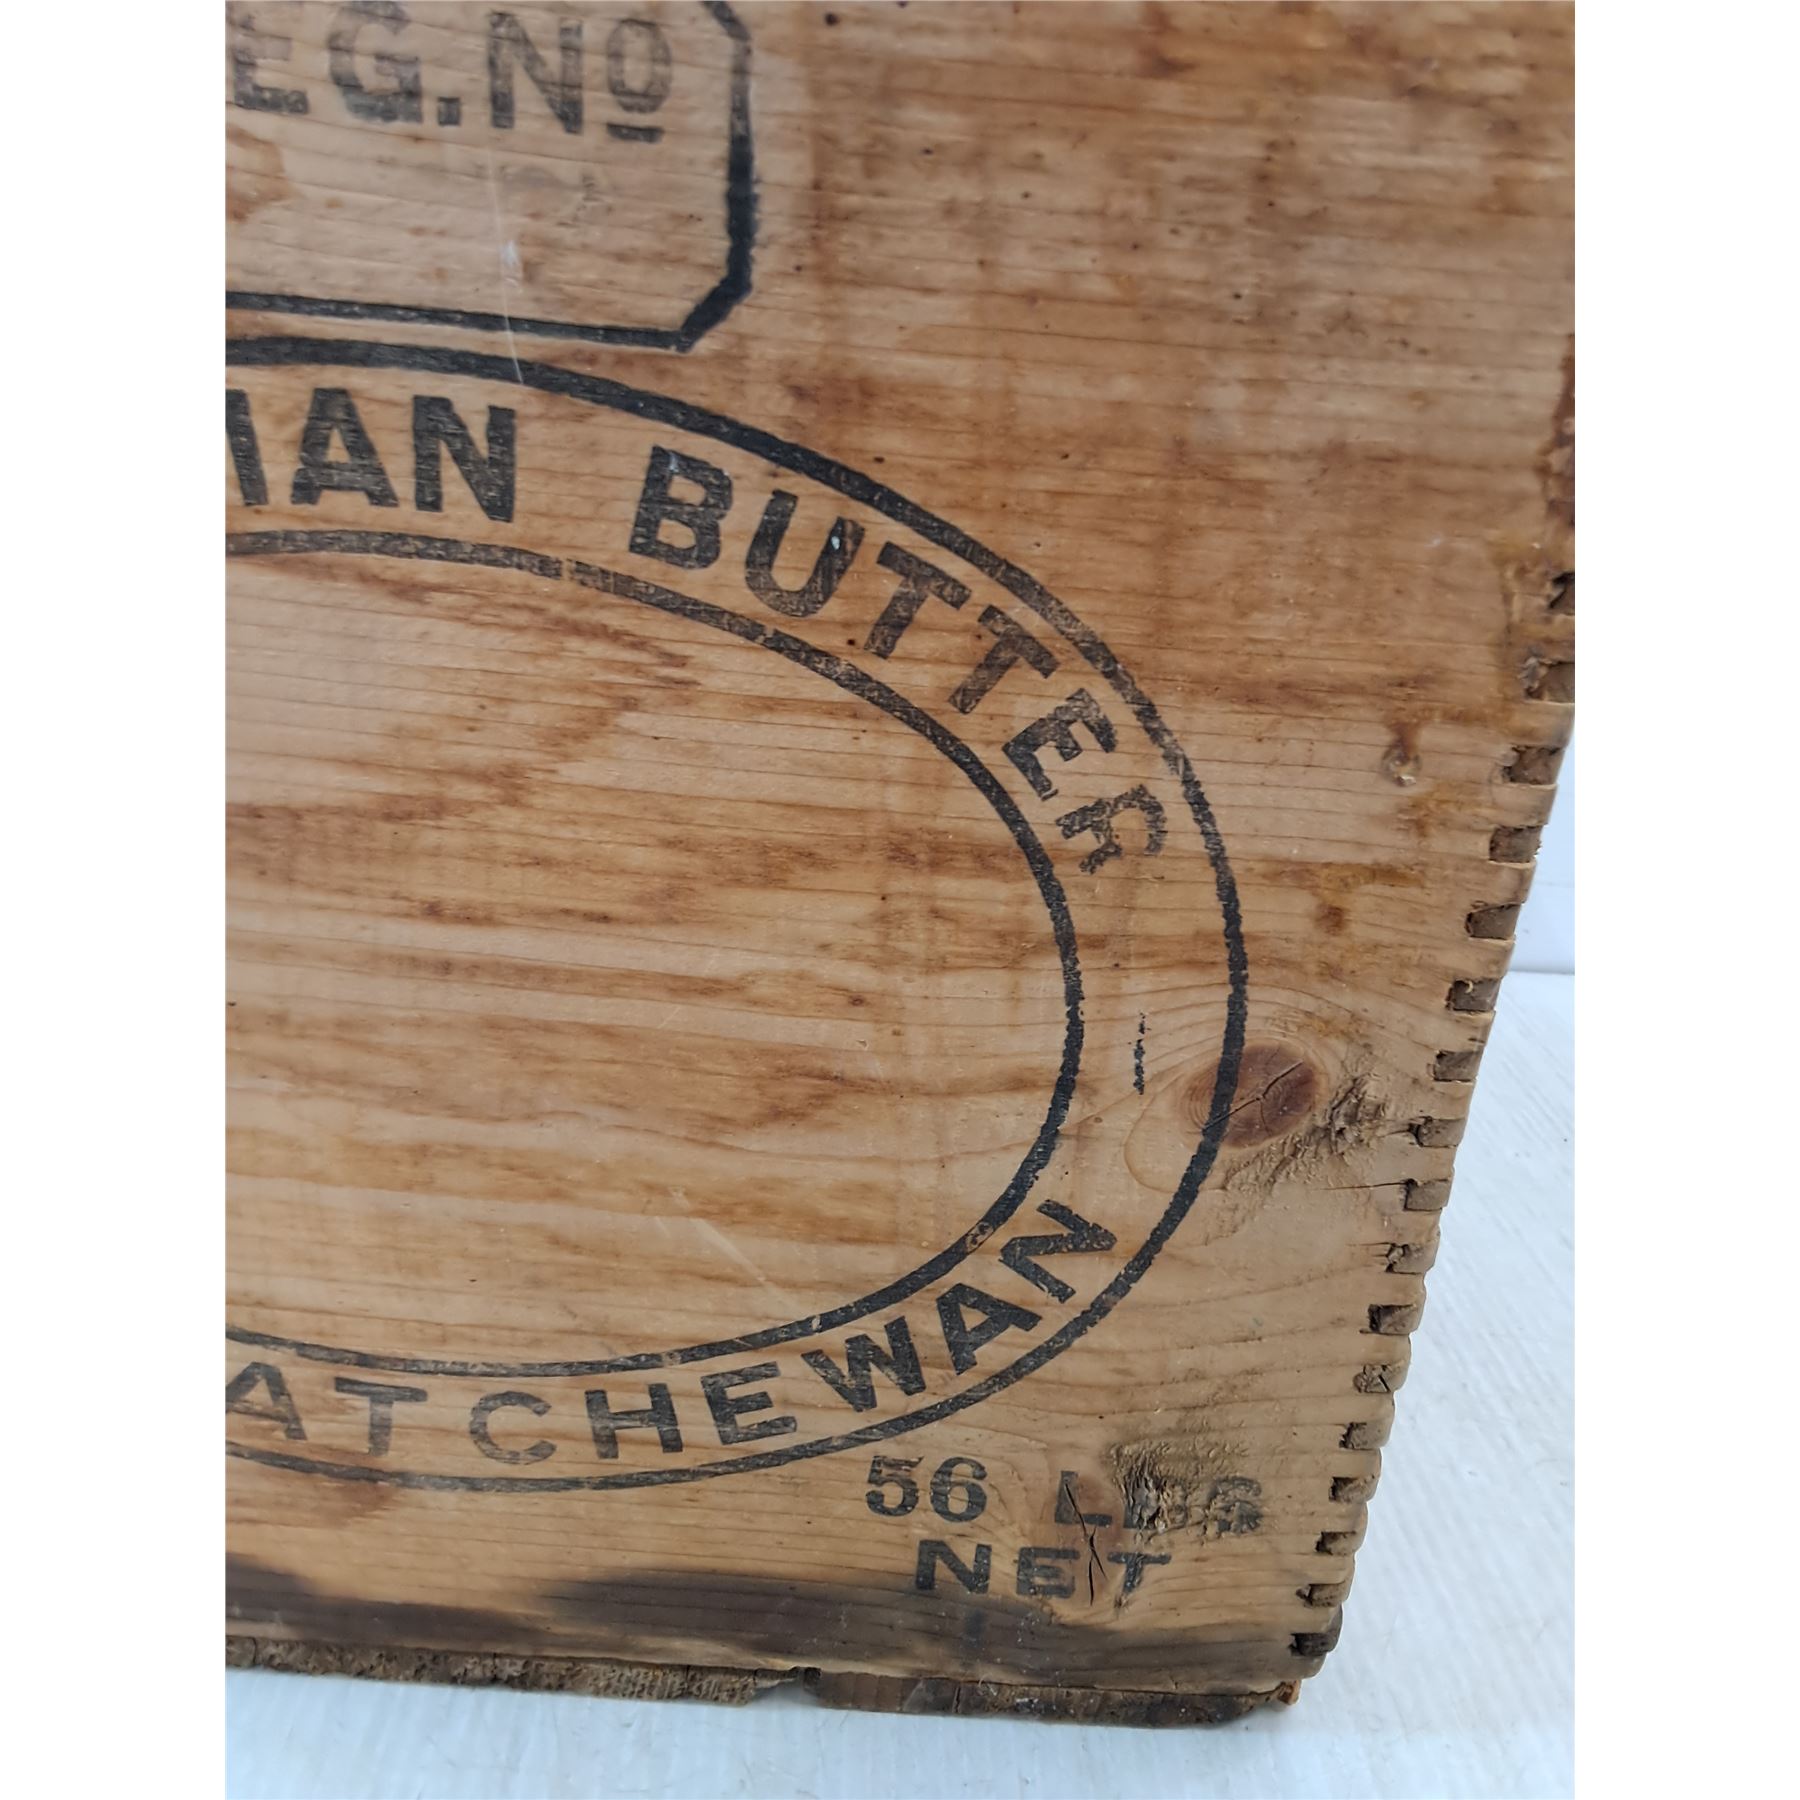 EG. Nº
IAN BUTTER
ATCHEWAN
56 LBS
NET